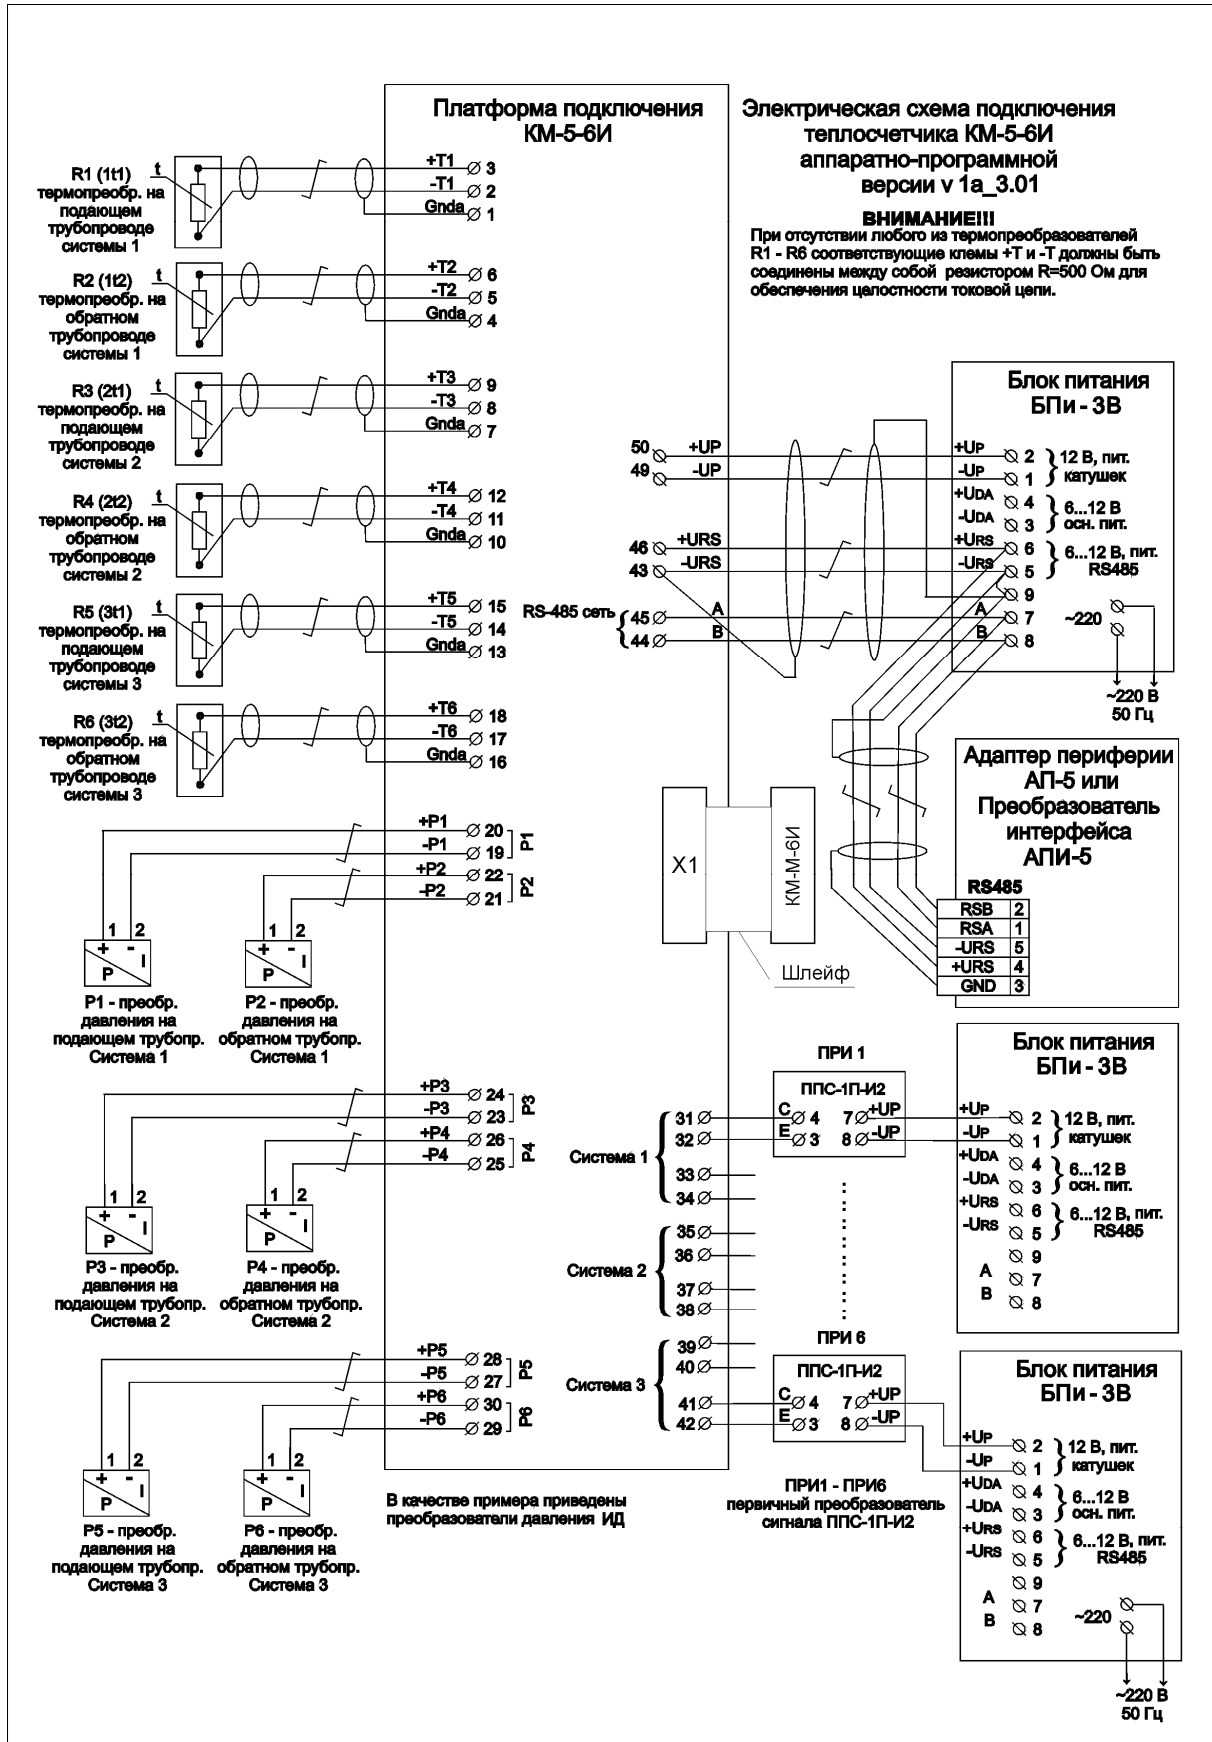 Платформа подключения
КМ-5-6И
Электрическая схема подключения
теплосчетчика КМ-5-6И
аппаратно-программной
версии v 1а_3.01
ВНИМАНИЕ!!!
При отсутствии любого из термопреобразователей
R1 - R6 соответствующие клемы +Т и -Т должны быть
соединены между собой резистором R=500 Ом для
обеспечения целостности токовой цепи.
R1 (1t1)
термопреобр. на
подающем
трубопроводе
системы 1
t
+T1
3
-T1
2
Gnda
1
R2 (1t2)
термопреобр. на
обратном
трубопроводе
системы 1
t
+T2
6
-T2
5
Gnda
4
R3 (2t1)
термопреобр. на
подающем
трубопроводе
системы 2
t
+T3
9
-T3
8
Gnda
7
R4 (2t2)
термопреобр. на
обратном
трубопроводе
системы 2
t
+T4
12
-T4
11
Gnda
10
R5 (3t1)
термопреобр. на
подающем
трубопроводе
системы 3
t
+T5
15
-T5
14
Gnda
13
R6 (3t2)
термопреобр. на
обратном
трубопроводе
системы 3
t
+T6
18
-T6
17
Gnda
16
50
+UP
49
-UP
46
+URS
43
-URS
RS-485 сеть
45
A
44
B
Блок питания
БПи - 3В
+UP
2
-UP
1
12 В, пит.
катушек
+UDA
4
-UDA
3
6...12 В
осн. пит.
+URS
6
-URS
5
6...12 В, пит.
RS485
9
A
7
B
8
~220
~220 В
50 Гц
Адаптер периферии
АП-5 или
Преобразователь
интерфейса
АПИ-5
RS485
RSB 2
RSA 1
-URS 5
+URS 4
GND 3
X1
КМ-М-6И
Шлейф
+P1
20
-P1
19
P1
+P2
22
-P2
21
P2
1 2
+ -
P I
1 2
+ -
P I
P1 - преобр.
давления на
подающем трубопр.
Система 1
P2 - преобр.
давления на
обратном трубопр.
Система 1
+P3
24
-P3
23
P3
+P4
26
-P4
25
P4
1 2
+ -
P I
1 2
+ -
P I
P3 - преобр.
давления на
подающем трубопр.
Система 2
P4 - преобр.
давления на
обратном трубопр.
Система 2
+P5
28
-P5
27
P5
+P6
30
-P6
29
P6
1 2
+ -
P I
1 2
+ -
P I
P5 - преобр.
давления на
подающем трубопр.
Система 3
P6 - преобр.
давления на
обратном трубопр.
Система 3
Система 1
31
32
33
34
Система 2
35
36
37
38
Система 3
39
40
41
42
ПРИ 1
ППС-1П-И2
C 4 7 +UP
E 3 8 -UP
ПРИ 6
ППС-1П-И2
C 4 7 +UP
E 3 8 -UP
Блок питания
БПи - 3В
+UP
2
-UP
1
12 В, пит.
катушек
+UDA
4
-UDA
3
6...12 В
осн. пит.
+URS
6
-URS
5
6...12 В, пит.
RS485
9
A
7
B
8
Блок питания
БПи - 3В
+UP
2
-UP
1
12 В, пит.
катушек
+UDA
4
-UDA
3
6...12 В
осн. пит.
+URS
6
-URS
5
6...12 В, пит.
RS485
9
A
7
B
8
~220
~220 В
50 Гц
В качестве примера приведены
преобразователи давления ИД
ПРИ1 - ПРИ6
первичный преобразователь
сигнала ППС-1П-И2